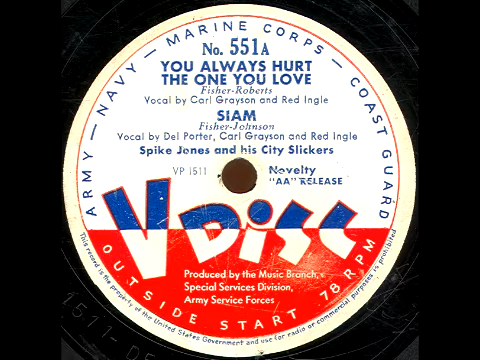 ARMY — NAVY — MARINE CORPS — COAST GUARD
No. 551A
YOU ALWAYS HURT
THE ONE YOU LOVE
Fisher-Roberts
Vocal by Carl Grayson and Red Ingle
SIAM
Fisher-Johnson
Vocal by Del Porter, Carl Grayson and Red Ingle
Spike Jones and his City Slickers
VP 1511
Novelty
"AA" RELEASE
V DISC
Produced by the Music Branch,
Special Services Division,
Army Service Forces
OUTSIDE START 78 RPM
This record is the property of the United States Government and use for radio or commercial purposes is prohibited